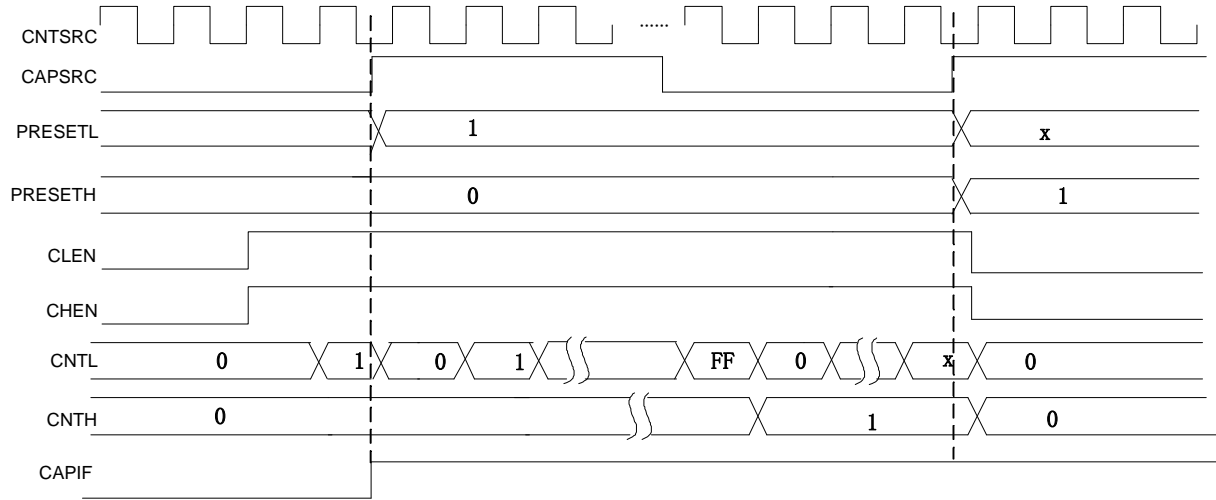 CNTSRC ......
CAPSRC
PRESETL 1 x
PRESETH 0 1
CLEN
CHEN
CNTL 0 1 0 1 FF 0 x 0
CNTH 0 1 0
CAPIF